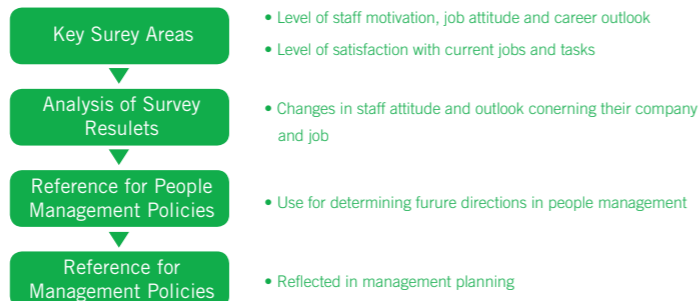 Key Surey Areas
• Level of staff motivation, job attitude and career outlook
• Level of satisfaction with current jobs and tasks
Analysis of Survey
Resulets
• Changes in staff attitude and outlook conerning their company
and job
Reference for People
Management Policies
• Use for determining furure directions in people management
Reference for
Management Policies
• Reflected in management planning